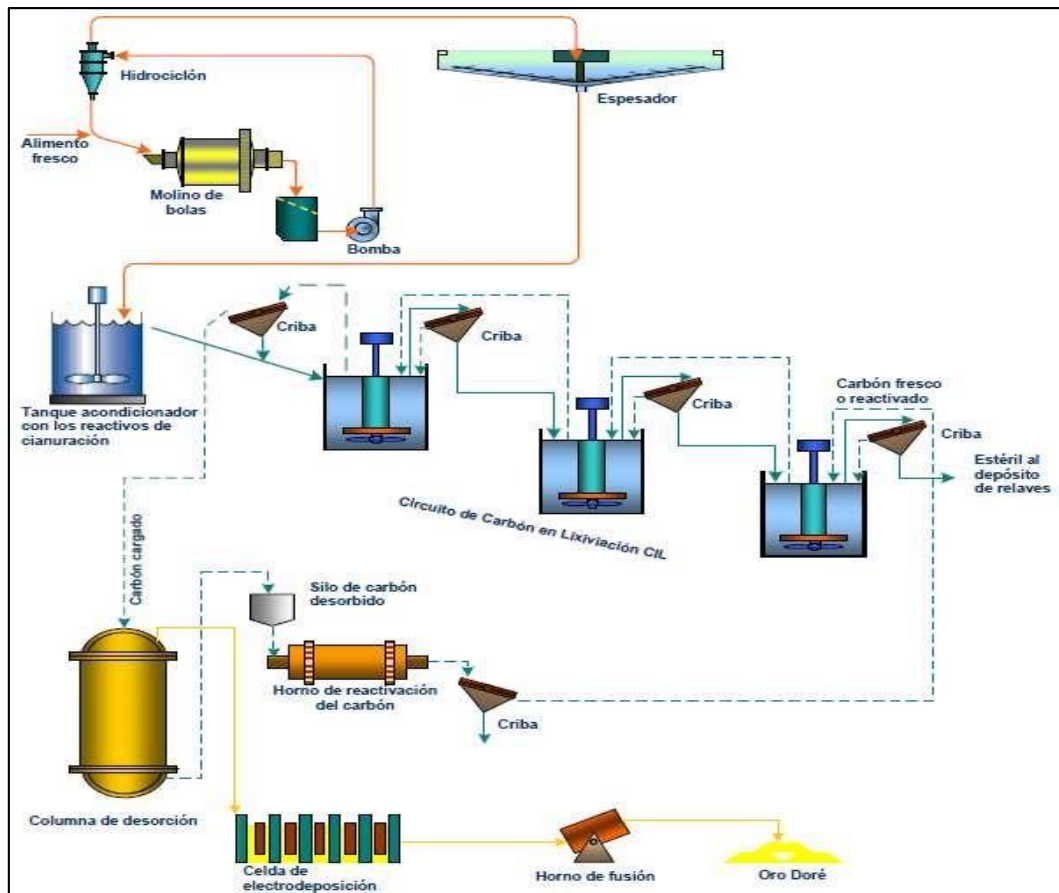 Hidrociclón
Espesador
Alimento
fresco
Molino de
bolas
Bomba
Criba
Criba
Carbón fresco
o reactivado
Criba
Criba
Tanque acondicionador
con los reactivos de
cianuración
Estéril al
depósito
de relaves
Circuito de Carbón en Lixiviación CIL
Carbón cargado
Silo de carbón
desorbido
Horno de reactivación
del carbón
Criba
Columna de desorción
Celda de
electrodeposición
Horno de fusión
Oro Doré